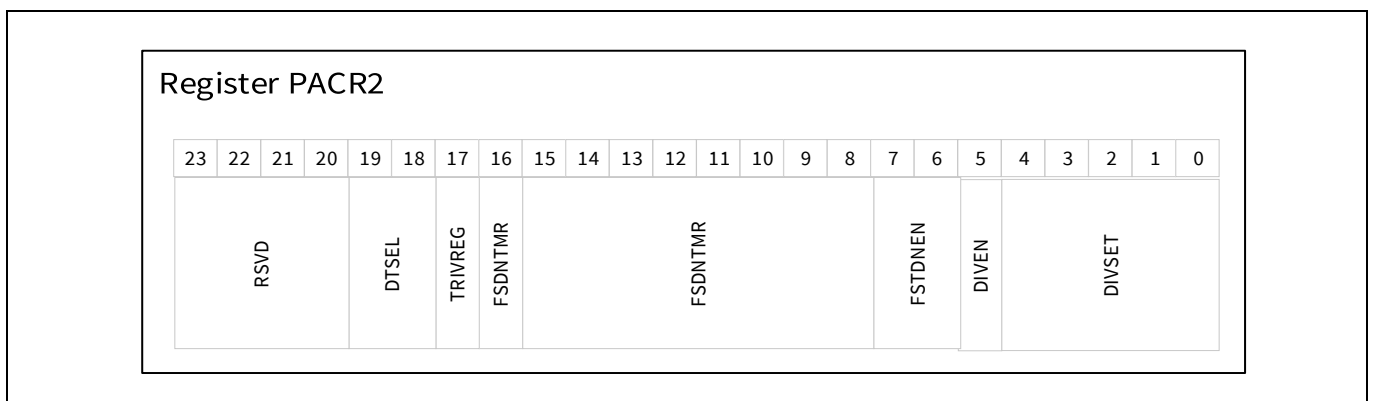 Register PACR2
23 22 21 20 19 18 17 16 15 14 13 12 11 10 9 8 7 6 5 4 3 2 1 0
RSVD DTSEL TRIVREG FSDNTMR FSDNTMR FSTDNEN DIVEN DIVSET